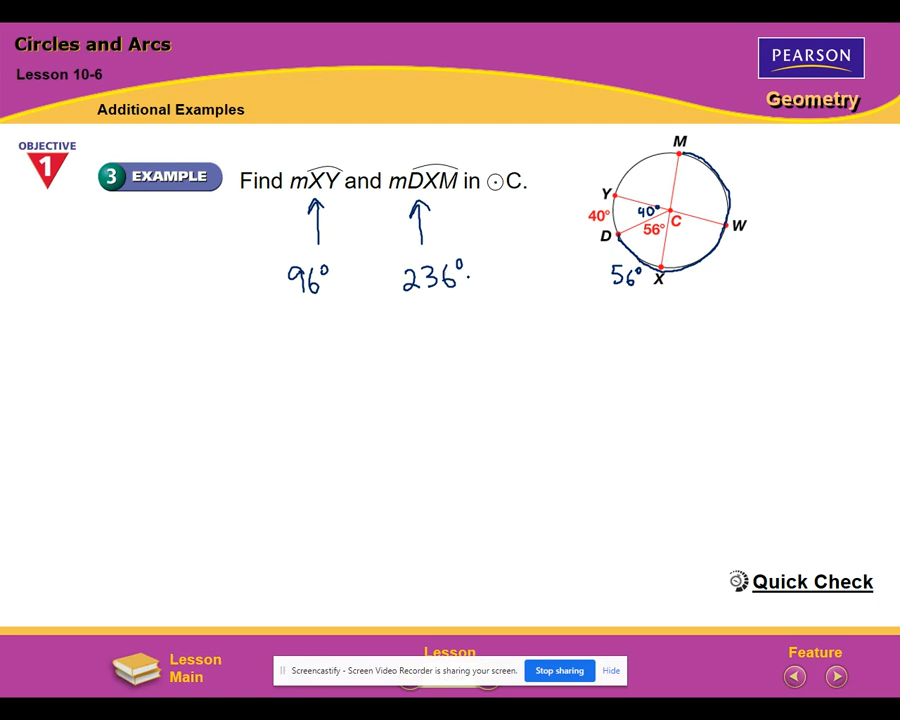 Circles and Arcs
Lesson 10-6
PEARSON
Geometry
Additional Examples
OBJECTIVE
1
3 EXAMPLE
Find mXY and mDXM in ⊙C.
96°
236°.
M
Y
40°
40°
C
W
D
56°
56°
X
Quick Check
Lesson
Main
Lesson
Feature
Screencastify - Screen Video Recorder is sharing your screen.
Stop sharing
Hide